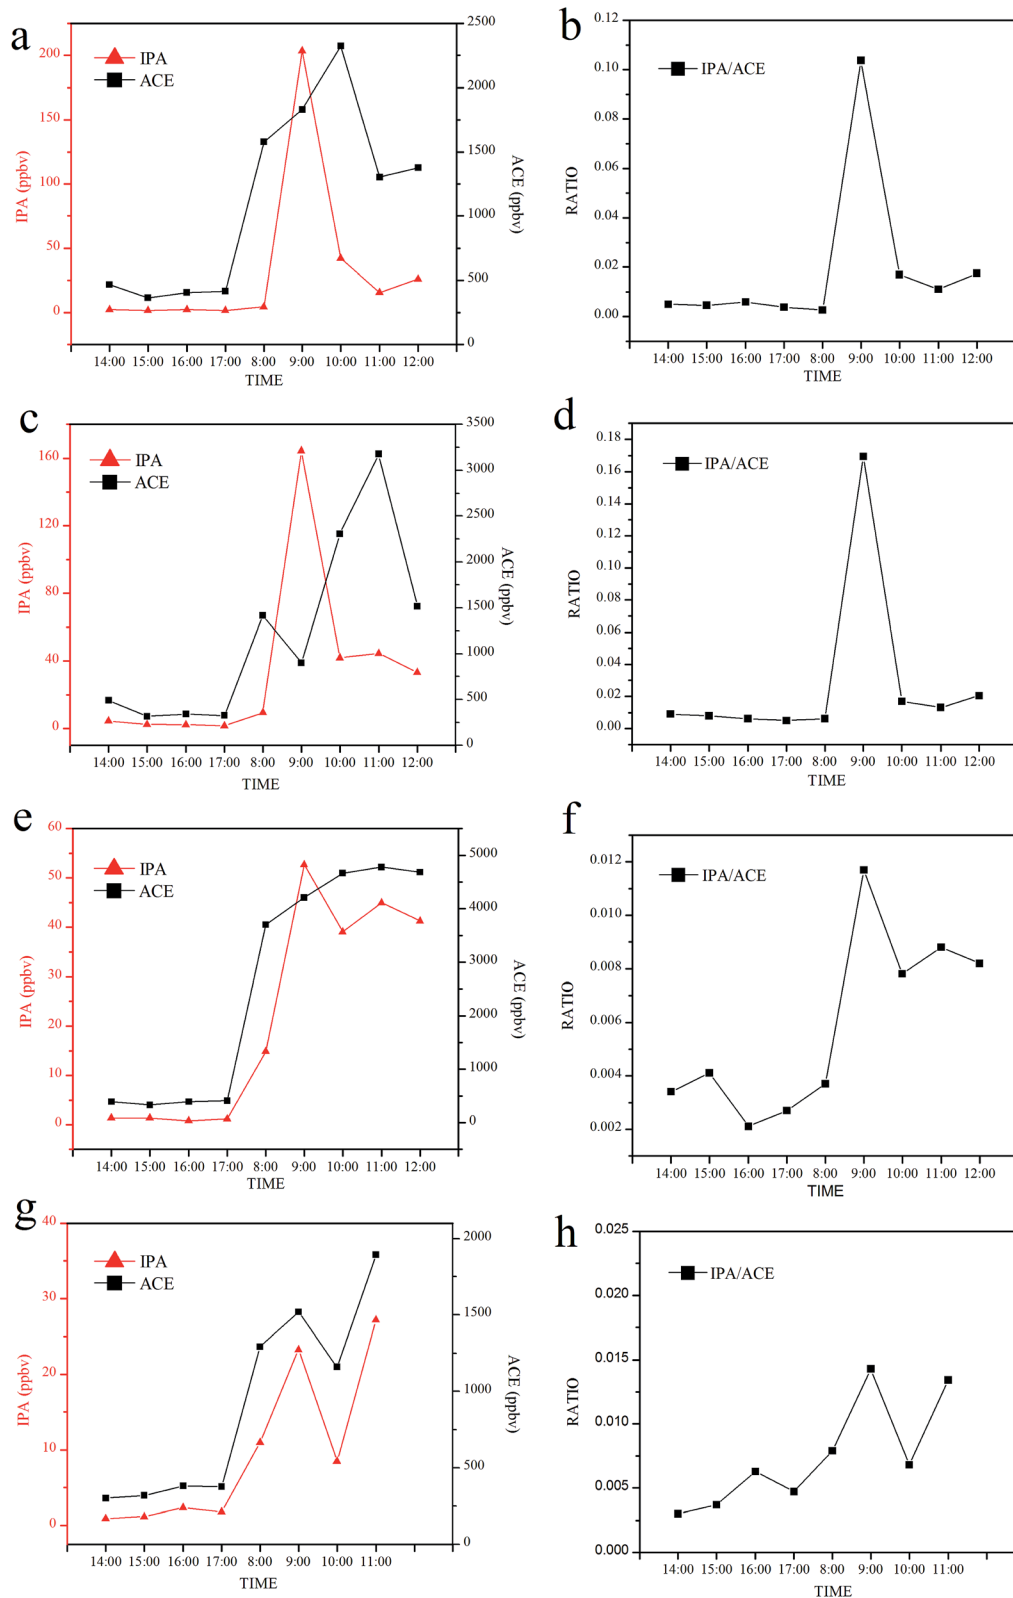 a
IPA
ACE
200
150
100
50
0
IPA (ppbv)
2500
2000
1500
1000
500
0
ACE (ppbv)
14:00 15:00 16:00 17:00 8:00 9:00 10:00 11:00 12:00
TIME
b
IPA/ACE
0.12
0.10
0.08
0.06
0.04
0.02
0.00
RATIO
14:00 15:00 16:00 17:00 8:00 9:00 10:00 11:00 12:00
TIME
c
IPA
ACE
160
120
80
40
0
IPA (ppbv)
3500
3000
2500
2000
1500
1000
500
0
ACE (ppbv)
14:00 15:00 16:00 17:00 8:00 9:00 10:00 11:00 12:00
TIME
d
IPA/ACE
0.18
0.16
0.14
0.12
0.10
0.08
0.06
0.04
0.02
0.00
RATIO
14:00 15:00 16:00 17:00 8:00 9:00 10:00 11:00 12:00
TIME
e
IPA
ACE
60
50
40
30
20
10
0
IPA (ppbv)
5000
4000
3000
2000
1000
0
ACE (ppbv)
14:00 15:00 16:00 17:00 8:00 9:00 10:00 11:00 12:00
TIME
f
IPA/ACE
0.012
0.010
0.008
0.006
0.004
0.002
RATIO
14:00 15:00 16:00 17:00 8:00 9:00 10:00 11:00 12:00
TIME
g
IPA
ACE
40
30
20
10
0
IPA (ppbv)
2000
1500
1000
500
0
ACE (ppbv)
14:00 15:00 16:00 17:00 8:00 9:00 10:00 11:00
TIME
h
IPA/ACE
0.025
0.020
0.015
0.010
0.005
0.000
RATIO
14:00 15:00 16:00 17:00 8:00 9:00 10:00 11:00
TIME